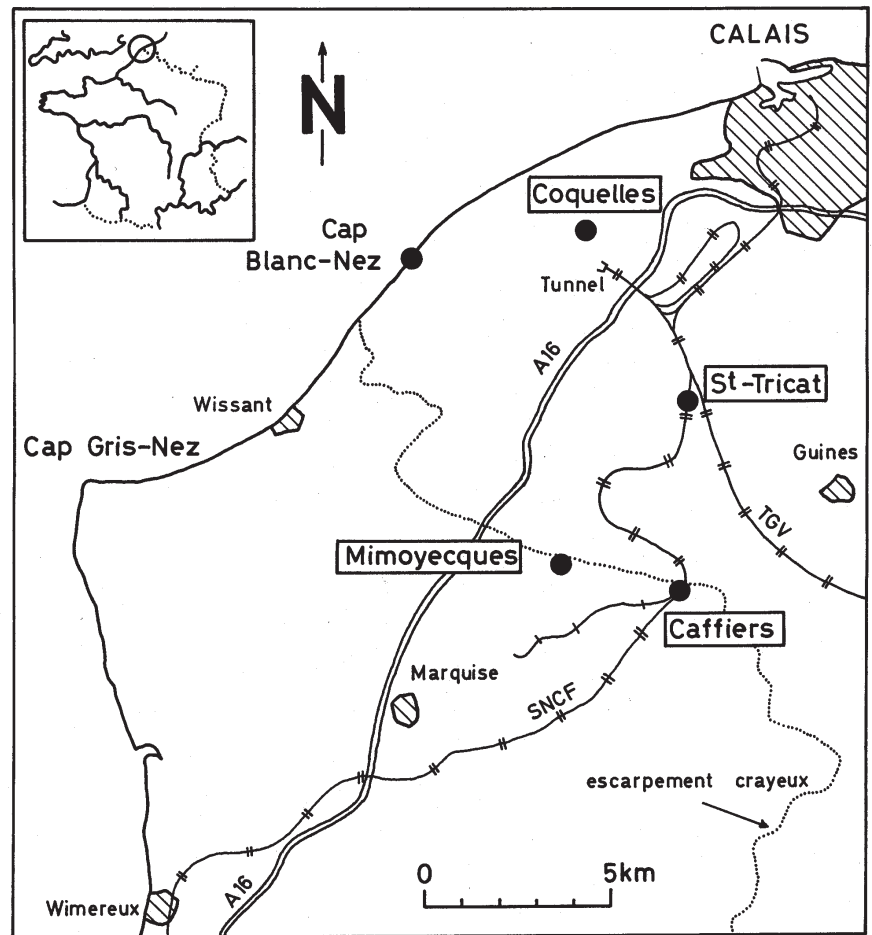 CALAIS
N
Coquelles
Cap
Blanc-Nez
Tunnel
A16
St-Tricat
Wissant
Cap Gris-Nez
Guines
TGV
Mimoyecques
Caffiers
Marquise
SNCF
escarpement crayeux
0 5km
A16
Wimereux